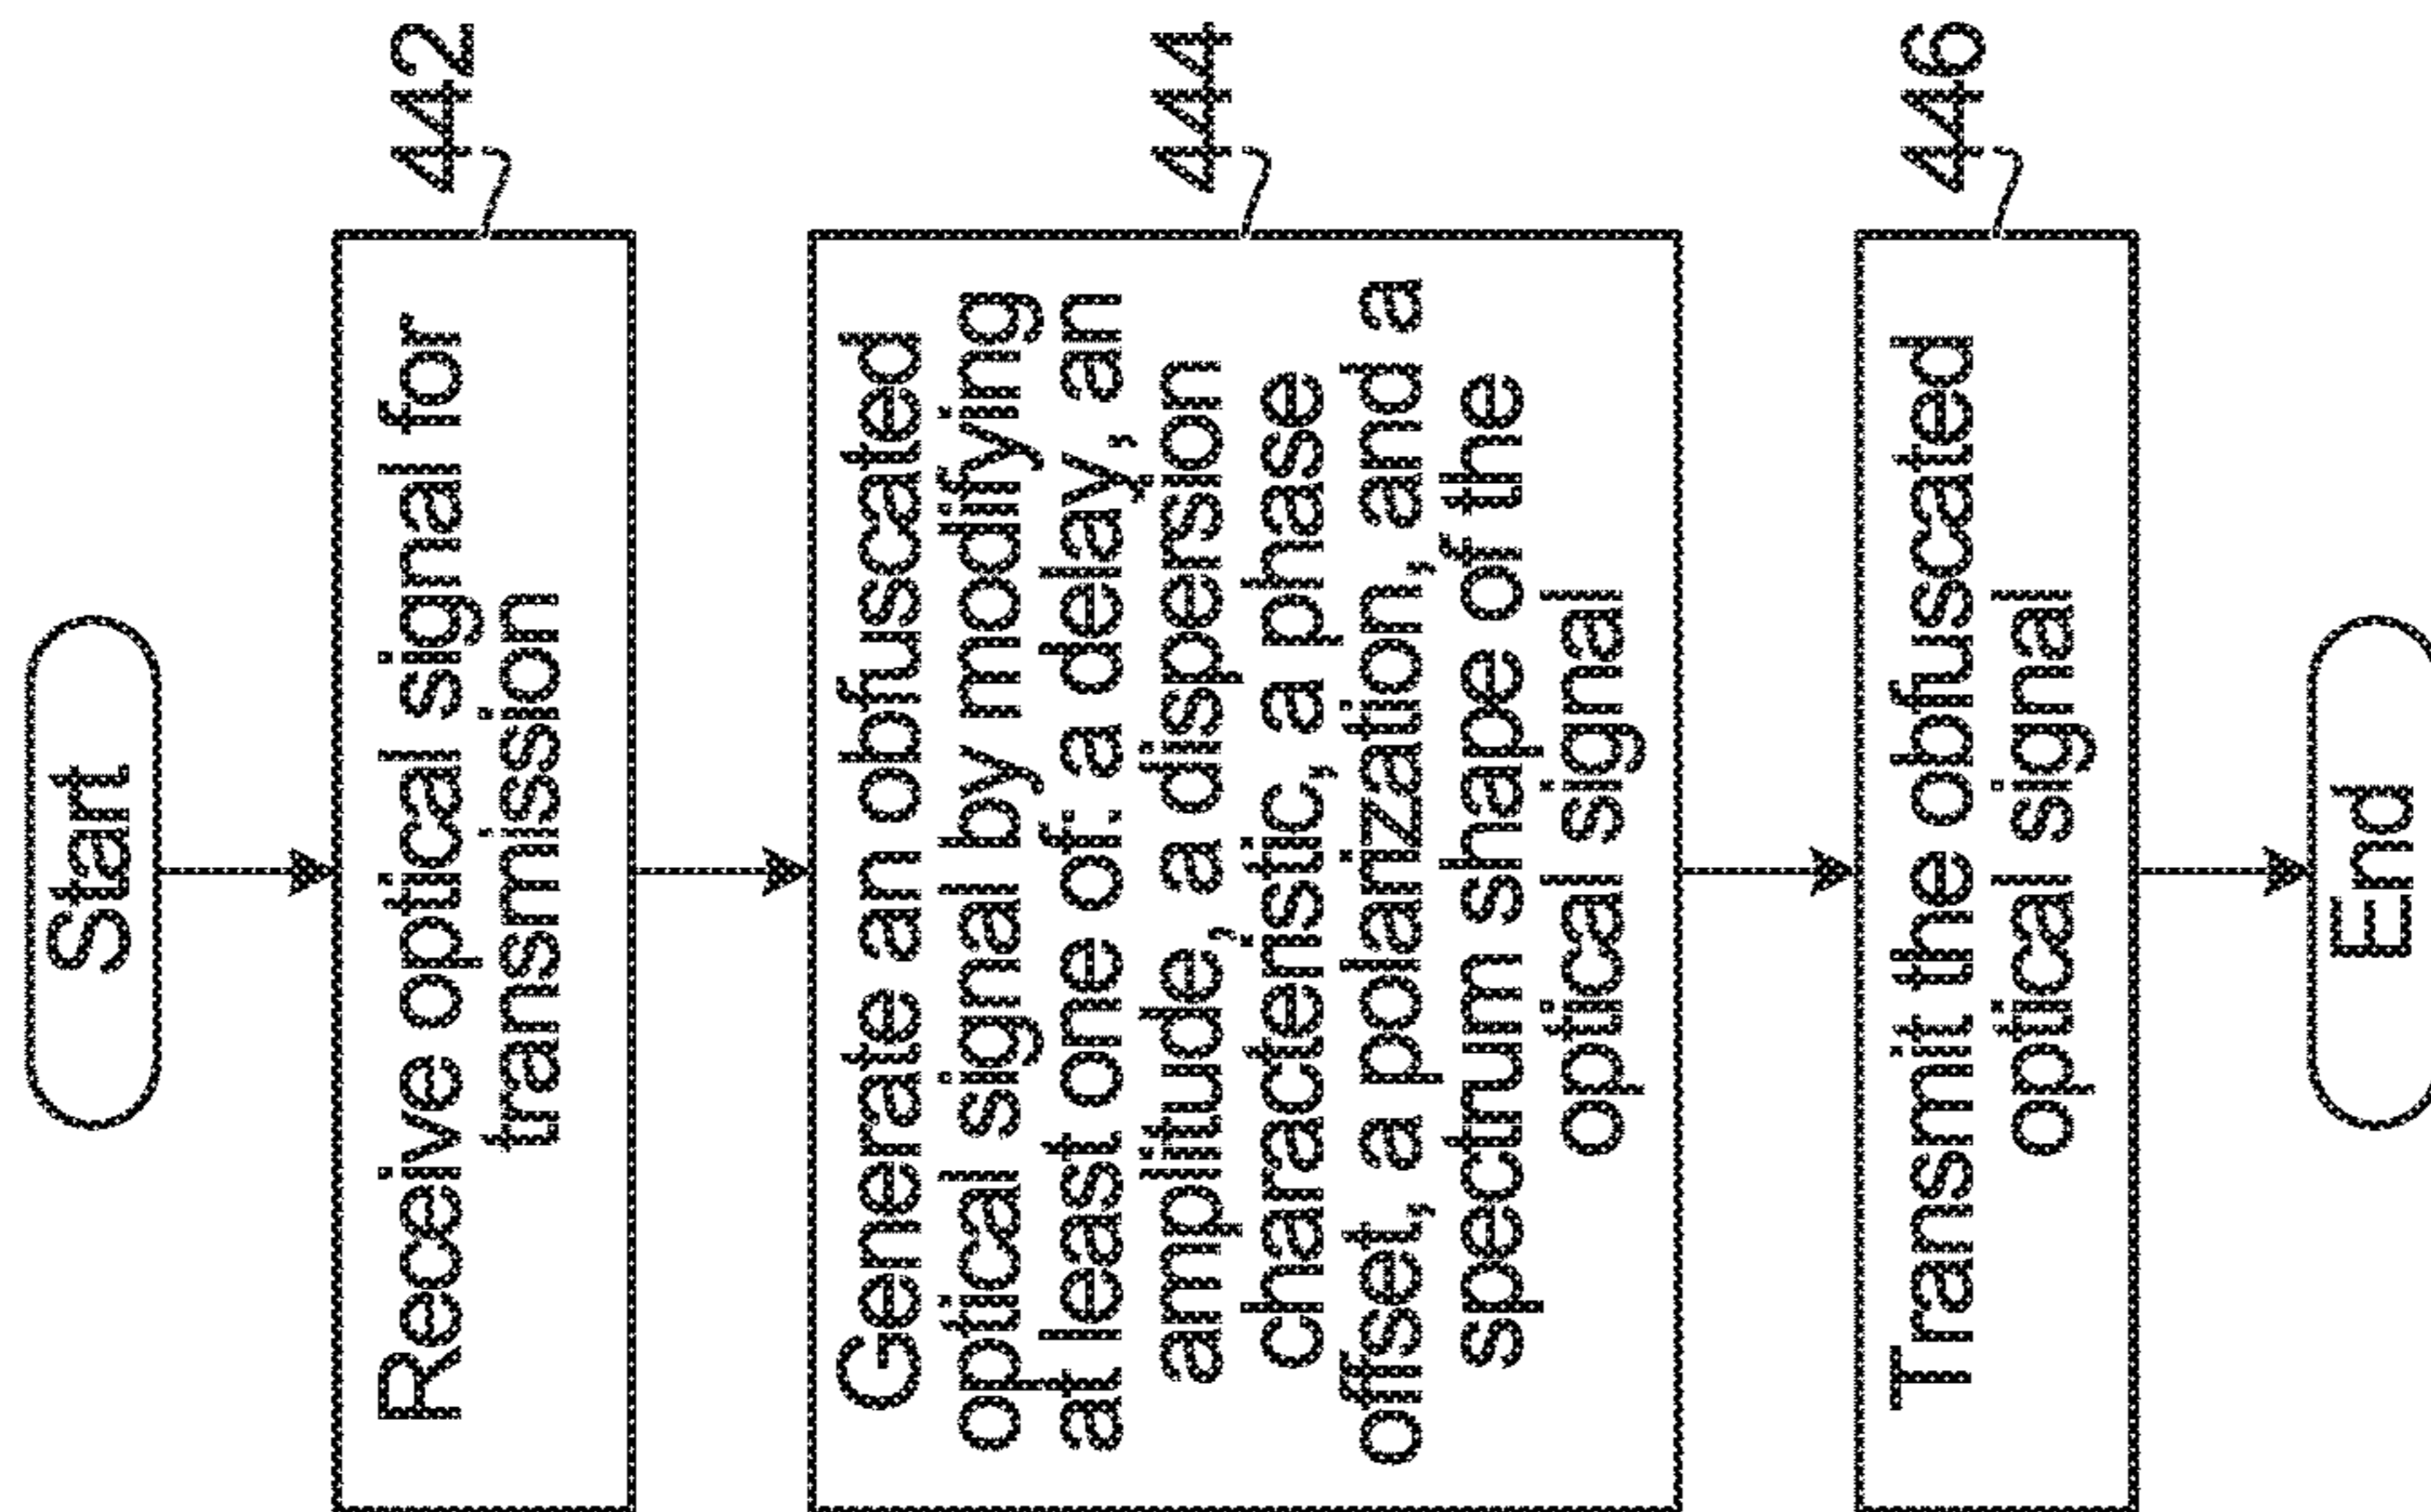 Start
Receive optical signal for
transmission
442
Generate an obfuscated
optical signal by modifying
at least one of: a delay, an
amplitude, a dispersion
characteristic, a phase
offset, a polarization, and a
spectrum shape of the
optical signal
444
Transmit the obfuscated
optical signal
446
End